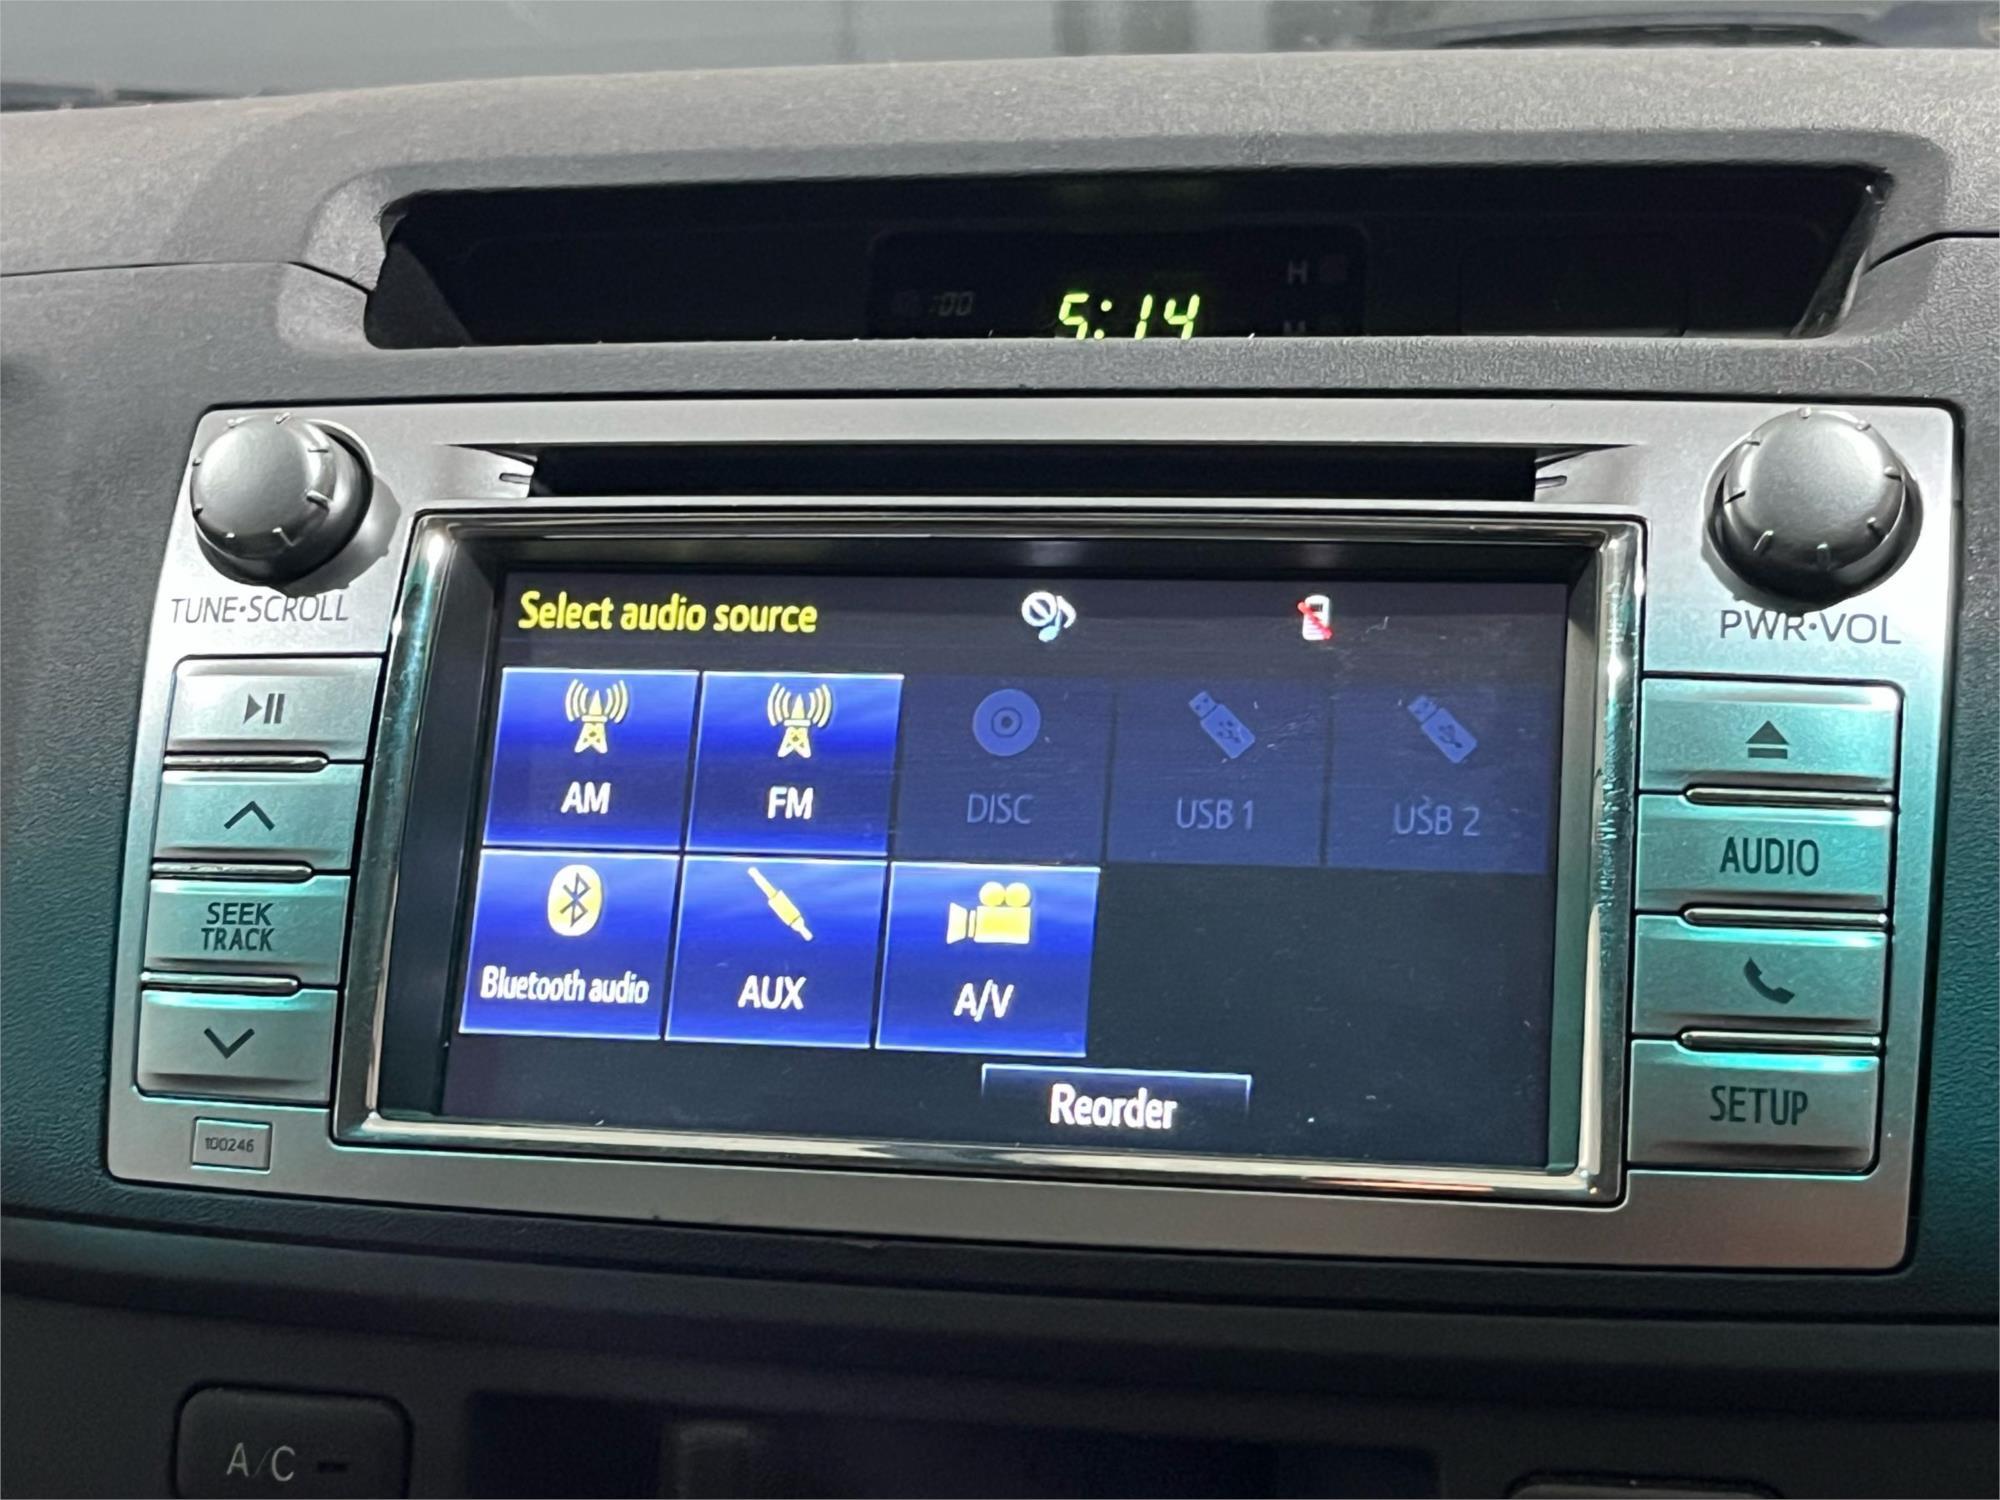 :00
5:14
H
M
TUNE•SCROLL
PWR•VOL
Select audio source
AM
FM
DISC
USB 1
USB 2
SEEK
TRACK
AUDIO
Bluetooth audio
AUX
A/V
Reorder
SETUP
100246
A/C